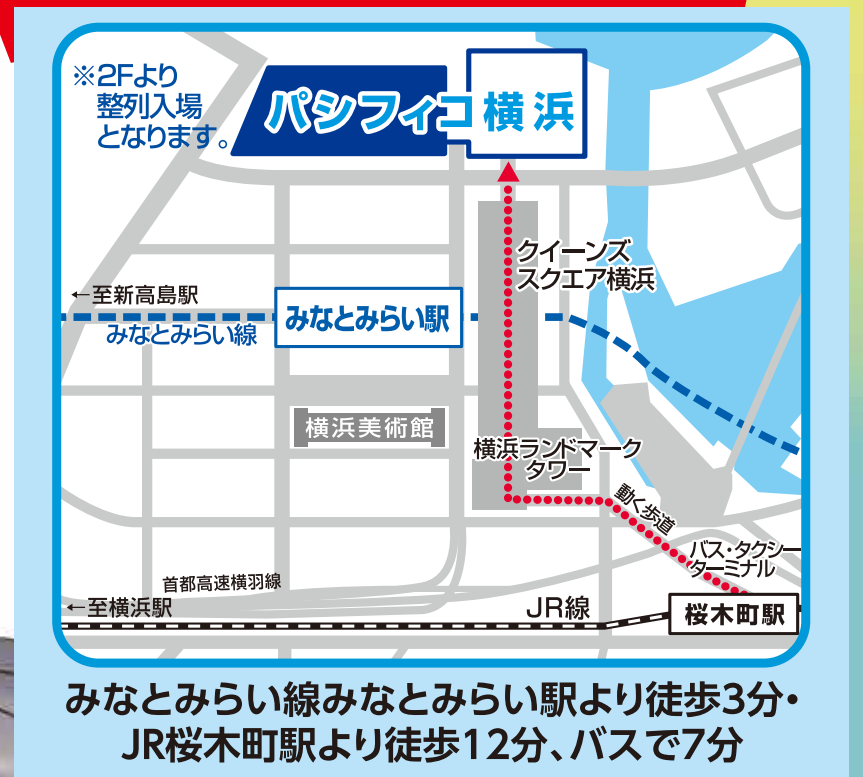 ※2Fより
整列入場
となります。
パシフィコ横浜
クイーンズ
スクエア横浜
←至新高島駅
みなとみらい線
みなとみらい駅
横浜美術館
横浜ランドマーク
タワー
動く歩道
バス・タクシー
ターミナル
首都高速横羽線
←至横浜駅
JR線
桜木町駅
みなとみらい線みなとみらい駅より徒歩3分・
JR桜木町駅より徒歩12分、バスで7分